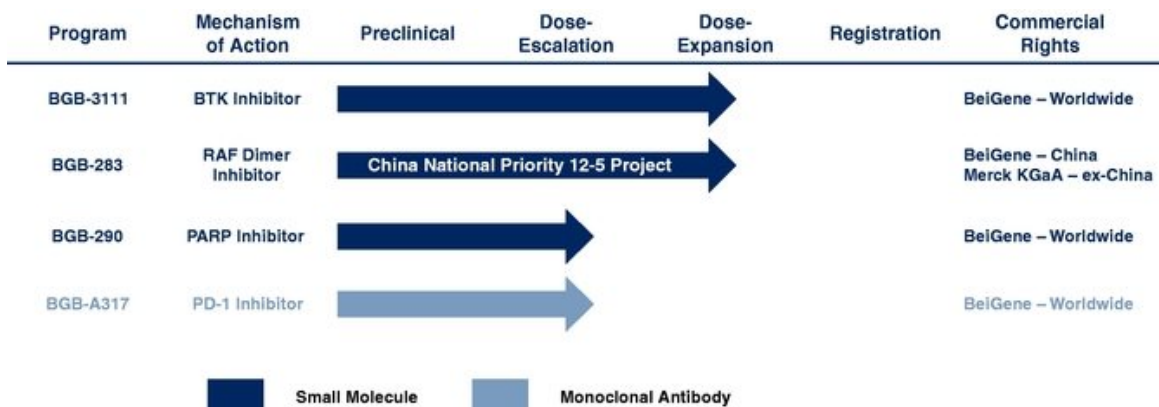 Program
Mechanism
of Action
Preclinical
Dose-
Escalation
Dose-
Expansion
Registration
Commercial
Rights
BGB-3111 BTK Inhibitor BeiGene – Worldwide
BGB-283
RAF Dimer
Inhibitor
China National Priority 12-5 Project
BeiGene – China
Merck KGaA – ex-China
BGB-290 PARP Inhibitor BeiGene – Worldwide
BGB-A317 PD-1 Inhibitor BeiGene – Worldwide
Small Molecule Monoclonal Antibody